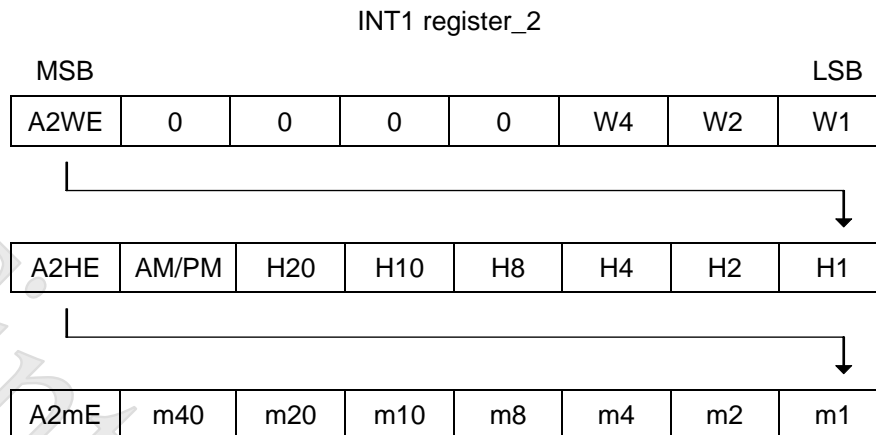 INT1 register_2
MSB LSB
A2WE 0 0 0 0 W4 W2 W1
A2HE AM/PM H20 H10 H8 H4 H2 H1
A2mE m40 m20 m10 m8 m4 m2 m1